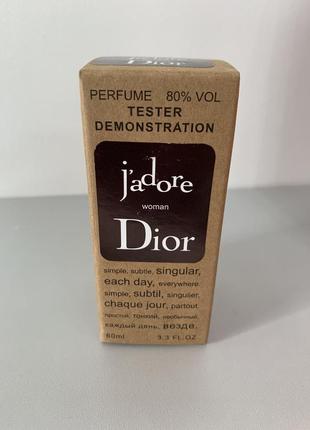 Dior
PERFUME 80% VOL
TESTER
DEMONSTRATION
j'adore
woman
Dior
simple, subtle, singular,
each day, everywhere.
simple, subtil, singulier,
chaque jour, partout.
простой, тонкий, необычный,
каждый день, везде.
60ml 3.3 FL.OZ